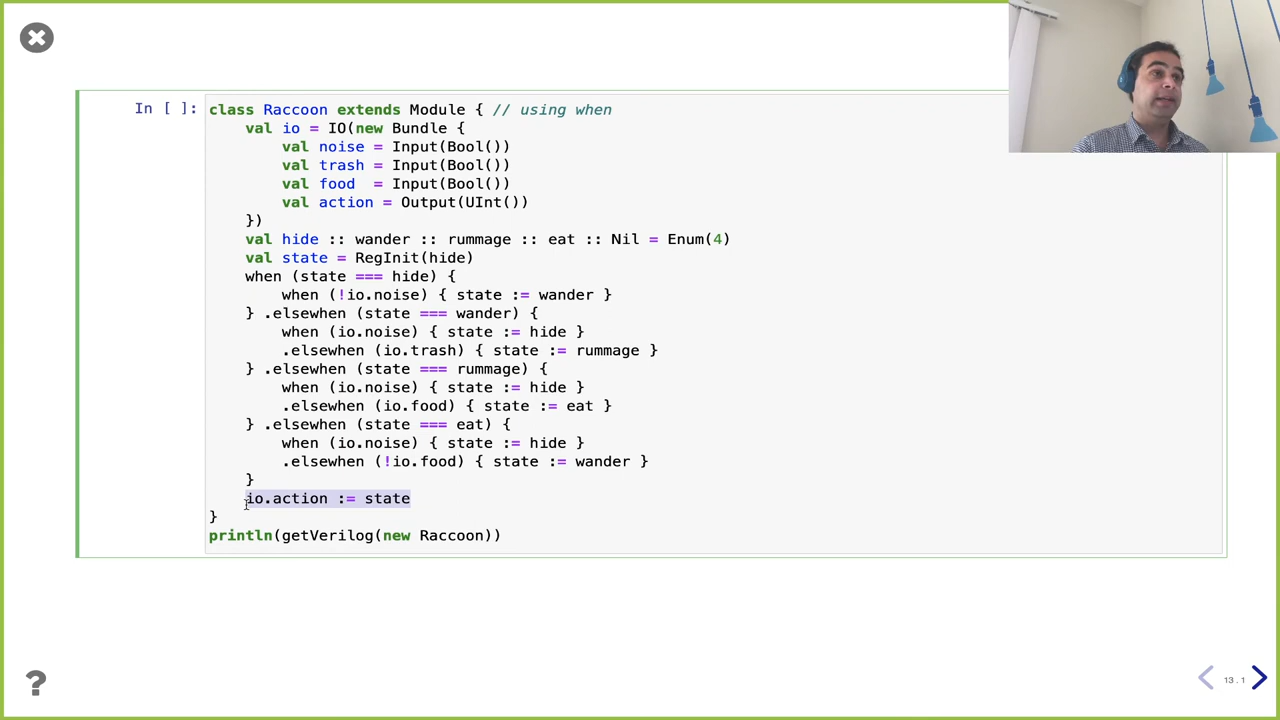 In [ ]:
class Raccoon extends Module { // using when
    val io = IO(new Bundle {
        val noise = Input(Bool())
        val trash = Input(Bool())
        val food  = Input(Bool())
        val action = Output(UInt())
    })
    val hide :: wander :: rummage :: eat :: Nil = Enum(4)
    val state = RegInit(hide)
    when (state === hide) {
        when (!io.noise) { state := wander }
    } .elsewhen (state === wander) {
        when (io.noise) { state := hide }
        .elsewhen (io.trash) { state := rummage }
    } .elsewhen (state === rummage) {
        when (io.noise) { state := hide }
        .elsewhen (io.food) { state := eat }
    } .elsewhen (state === eat) {
        when (io.noise) { state := hide }
        .elsewhen (!io.food) { state := wander }
    }
    io.action := state
}
println(getVerilog(new Raccoon))
?
13.1